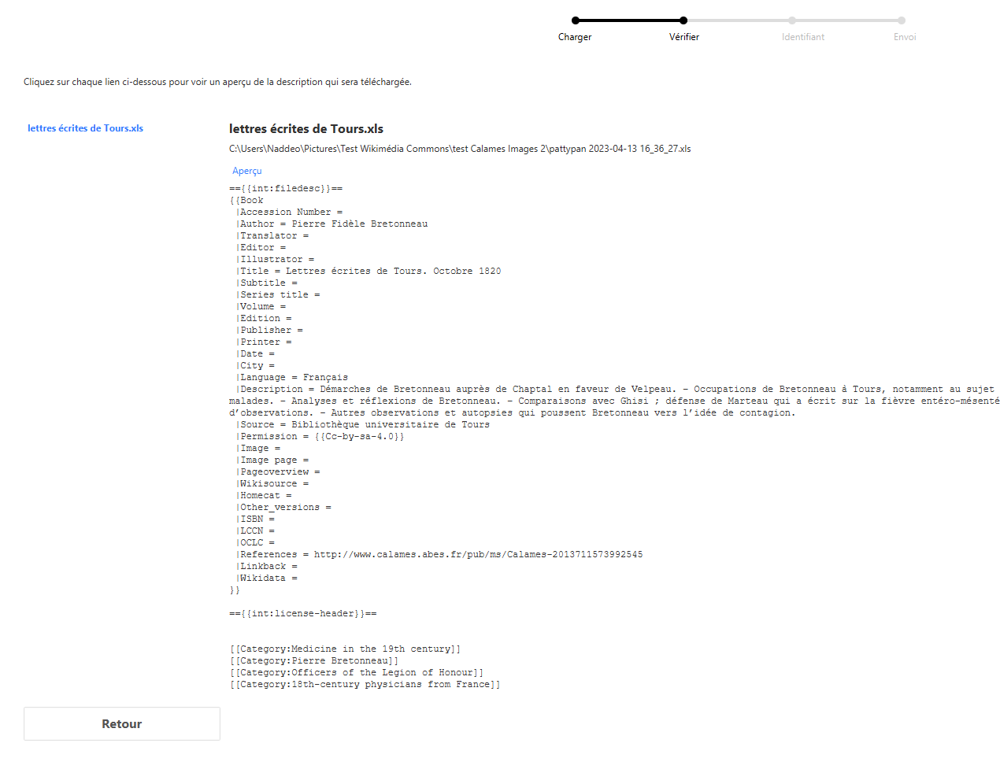 Charger
Vérifier
Identifiant
Envoi
Cliquez sur chaque lien ci-dessous pour voir un aperçu de la description qui sera téléchargée.
lettres écrites de Tours.xls
lettres écrites de Tours.xls
C:\Users\Naddeo\Pictures\Test Wikimédia Commons\test Calames Images 2\pattypan 2023-04-13 16_36_27.xls
Aperçu
=={{int:filedesc}}==
{{Book
|Accession Number =
|Author = Pierre Fidèle Bretonneau
|Translator =
|Editor =
|Illustrator =
|Title = Lettres écrites de Tours. Octobre 1820
|Subtitle =
|Series title =
|Volume =
|Edition =
|Publisher =
|Printer =
|Date =
|City =
|Language = Français
|Description = Démarches de Bretonneau auprès de Chaptal en faveur de Velpeau. – Occupations de Bretonneau à Tours, notamment au sujet
malades. – Analyses et réflexions de Bretonneau. – Comparaisons avec Ghisi ; défense de Marteau qui a écrit sur la fièvre entéro-mésenté
d’observations. – Autres observations et autopsies qui poussent Bretonneau vers l’idée de contagion.
|Source = Bibliothèque universitaire de Tours
|Permission = {{Cc-by-sa-4.0}}
|Image =
|Image page =
|Pageoverview =
|Wikisource =
|Homecat =
|Other_versions =
|ISBN =
|LCCN =
|OCLC =
|References = http://www.calames.abes.fr/pub/ms/Calames-2013711573992545
|Linkback =
|Wikidata =
}}
=={{int:license-header}}==
[[Category:Medicine in the 19th century]]
[[Category:Pierre Bretonneau]]
[[Category:Officers of the Legion of Honour]]
[[Category:18th-century physicians from France]]
Retour